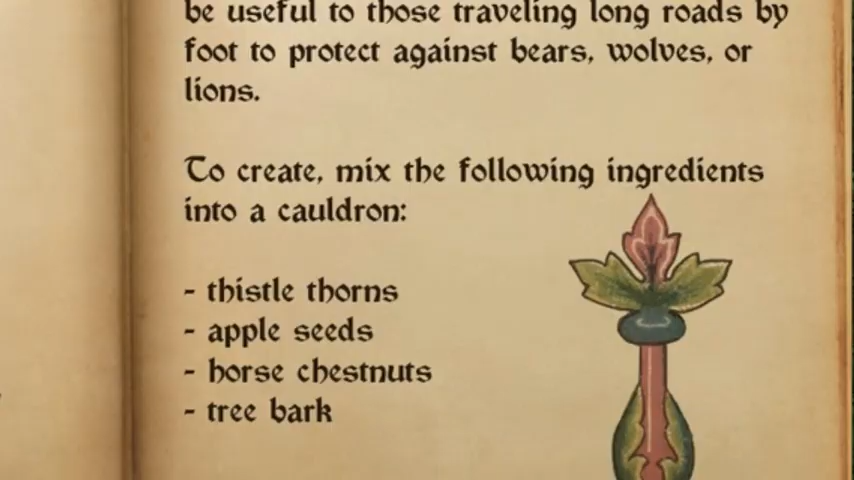 be useful to those traveling long roads by
foot to protect against bears, wolves, or
lions.
To create, mix the following ingredients
into a cauldron:
- thistle thorns
- apple seeds
- horse chestnuts
- tree bark